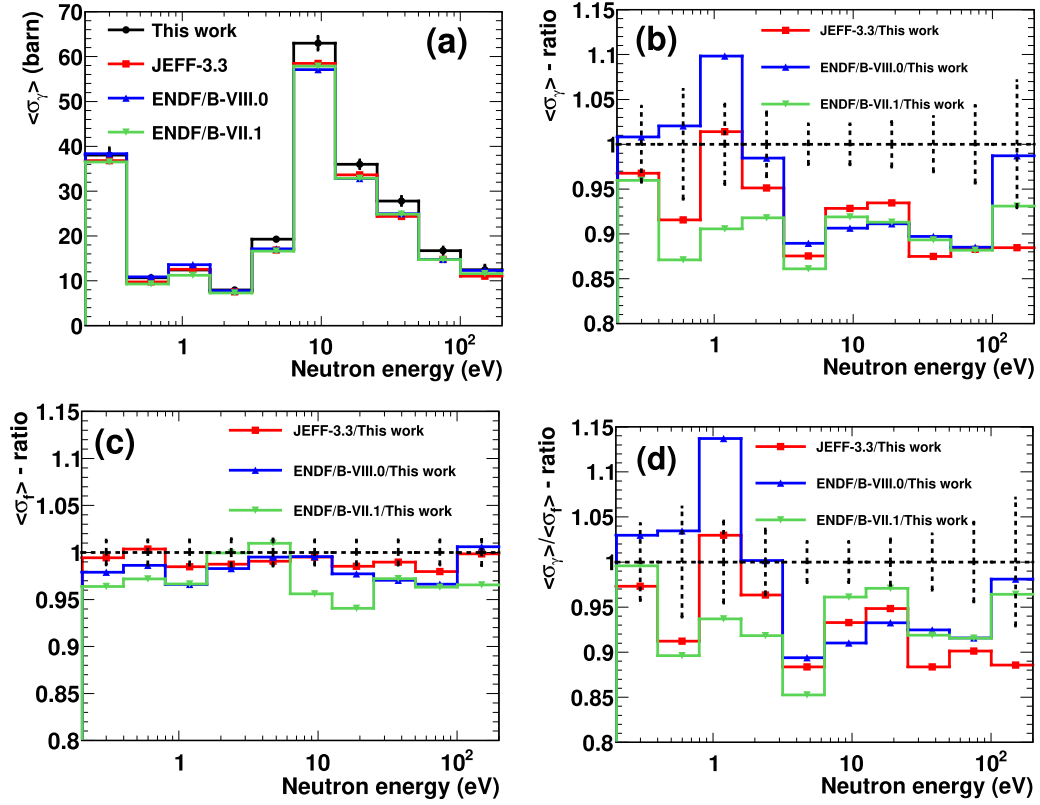 (a)
<σγ> (barn)
This work
JEFF-3.3
ENDF/B-VIII.0
ENDF/B-VII.1
70
60
50
40
30
20
10
0
1
10
10²
Neutron energy (eV)
(b)
<σγ> - ratio
JEFF-3.3/This work
ENDF/B-VIII.0/This work
ENDF/B-VII.1/This work
1.15
1.1
1.05
1
0.95
0.9
0.85
0.8
1
10
10²
Neutron energy (eV)
(c)
<σf> - ratio
JEFF-3.3/This work
ENDF/B-VIII.0/This work
ENDF/B-VII.1/This work
1.15
1.1
1.05
1
0.95
0.9
0.85
0.8
1
10
10²
Neutron energy (eV)
(d)
<σγ>/<σf> - ratio
JEFF-3.3/This work
ENDF/B-VIII.0/This work
ENDF/B-VII.1/This work
1.15
1.1
1.05
1
0.95
0.9
0.85
0.8
1
10
10²
Neutron energy (eV)